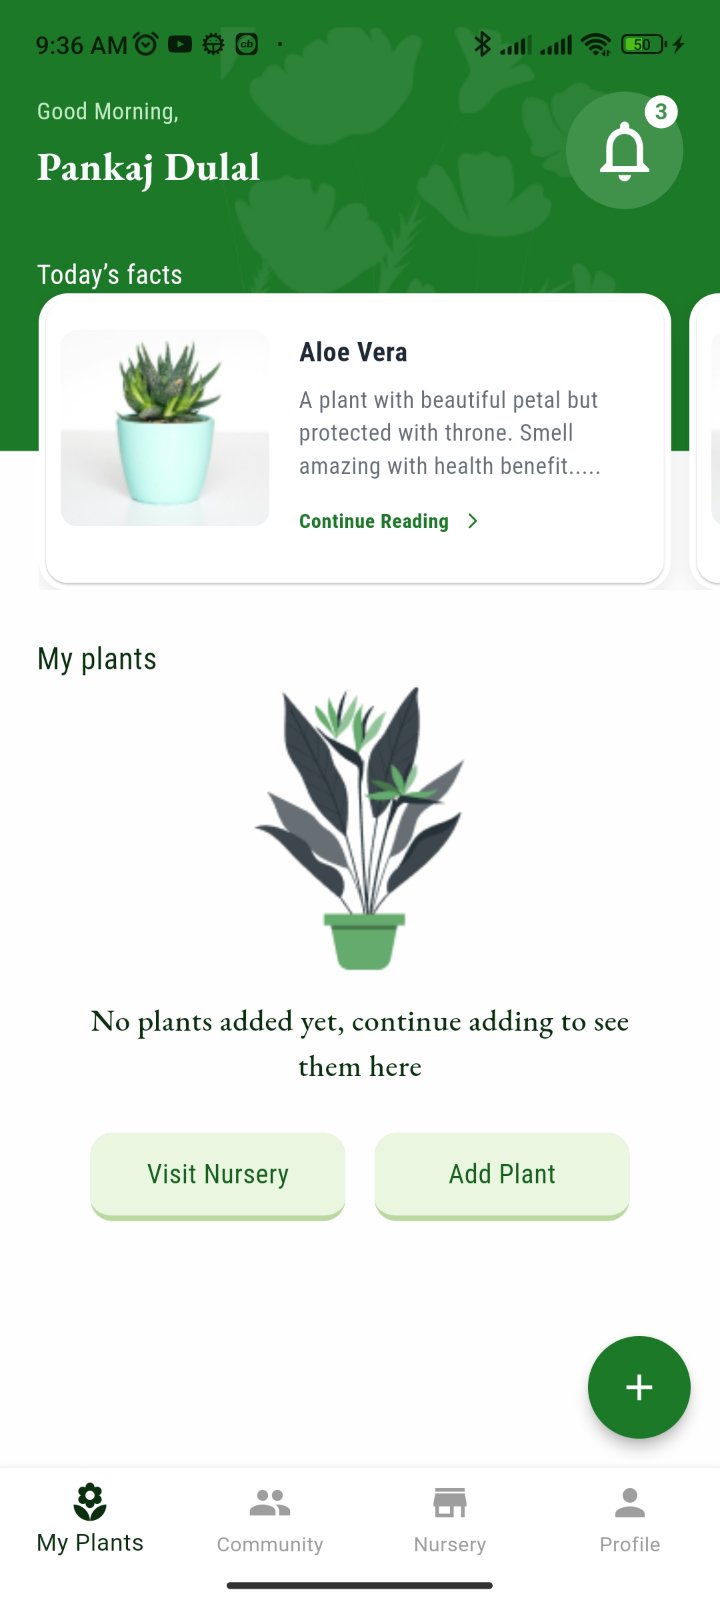 9:36 AM
cb
50
Good Morning,
3
Pankaj Dulal
Today's facts
Aloe Vera
A plant with beautiful petal but
protected with throne. Smell
amazing with health benefit.....
Continue Reading
My plants
No plants added yet, continue adding to see
them here
Visit Nursery
Add Plant
My Plants
Community
Nursery
Profile